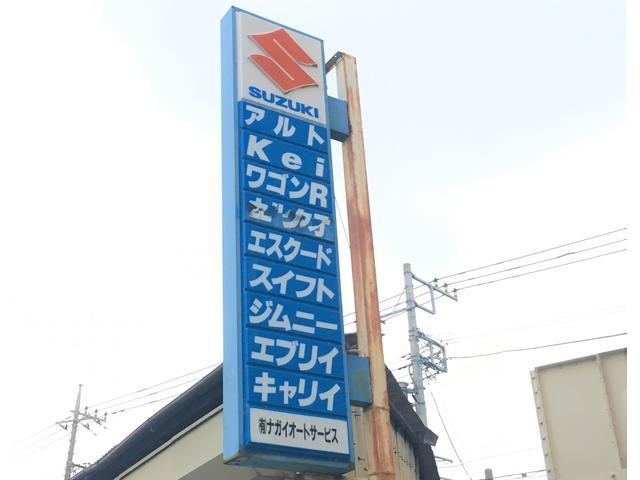 SUZUKI
アルト
Kei
ワゴンR
エスクード
スイフト
ジムニー
エブリイ
キャリイ
㈲ナガイオートサービス